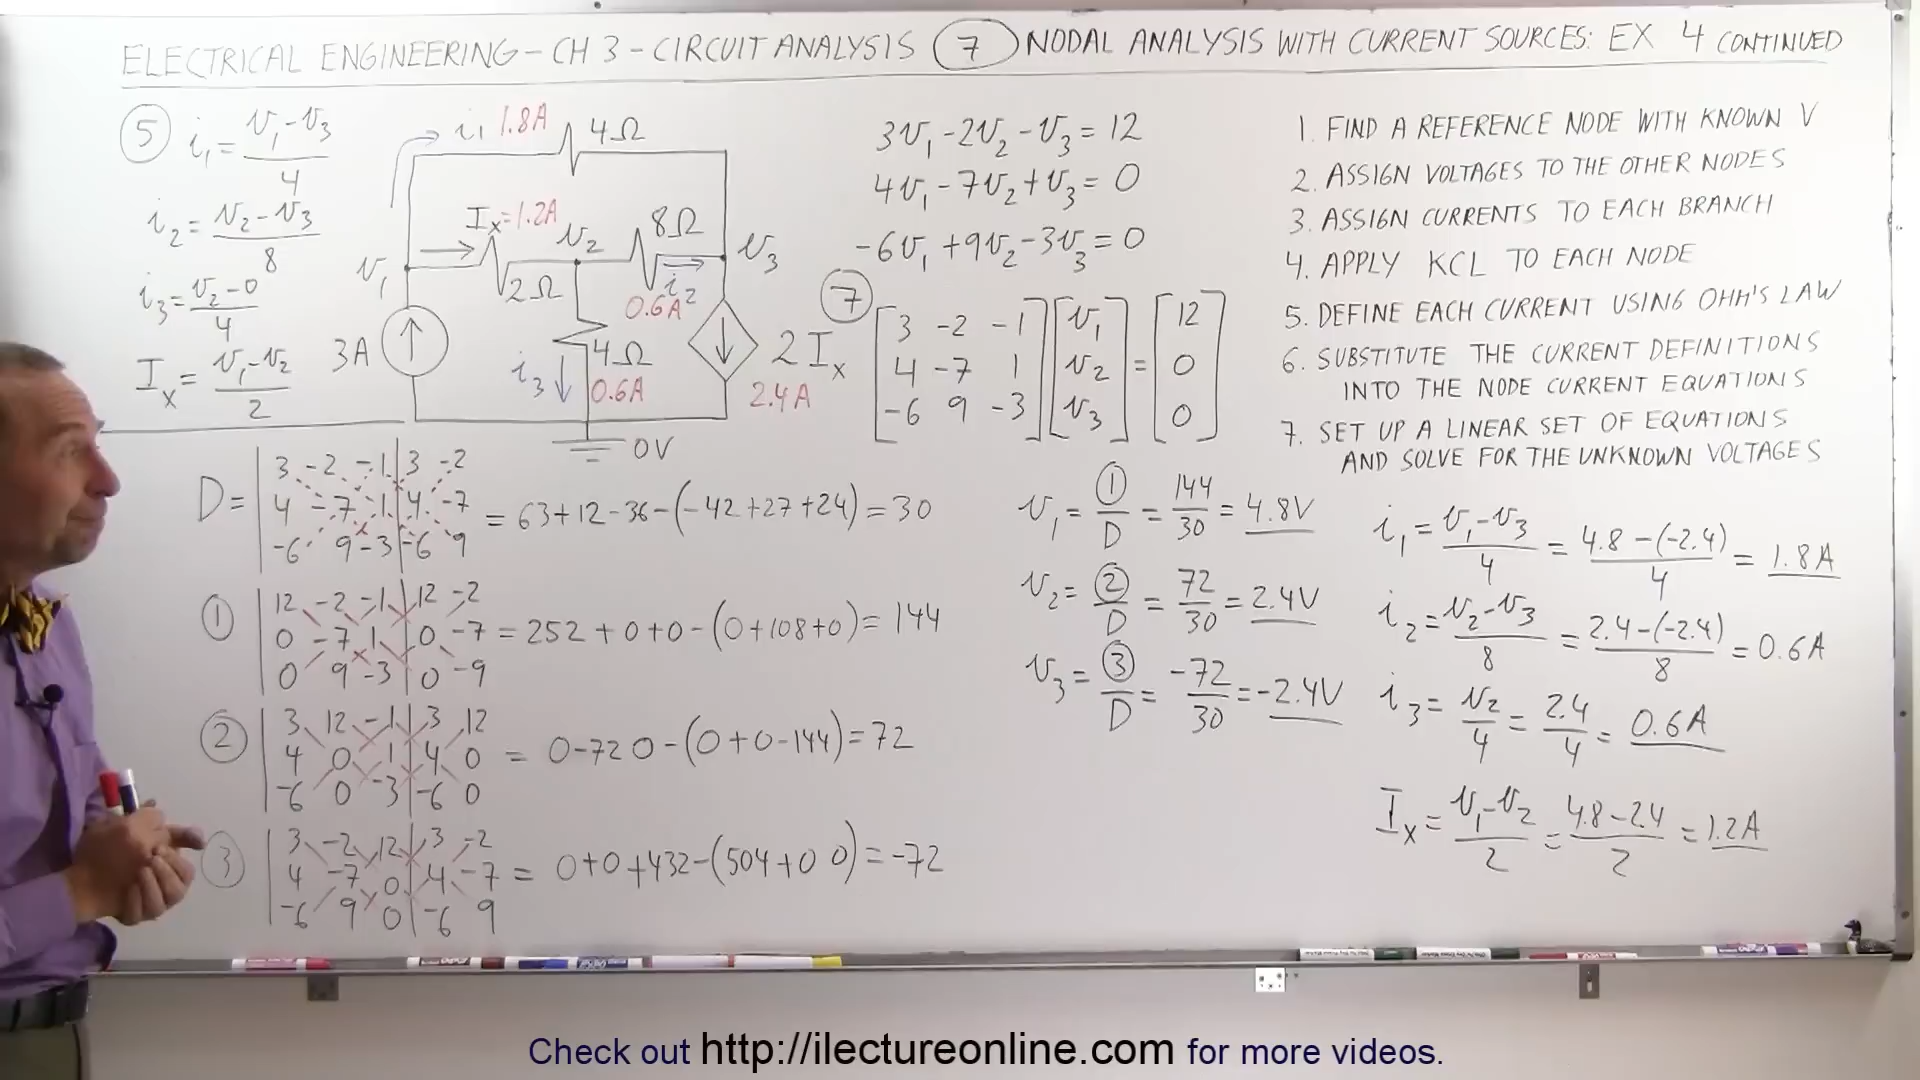 ELECTRICAL ENGINEERING – CH 3 – CIRCUIT ANALYSIS (7) NODAL ANALYSIS WITH CURRENT SOURCES: EX 4 CONTINUED
(5) i₁ = (v₁ - v₃)/4
i₂ = (v₂ - v₃)/8
i₃ = (v₂ - 0)/4
Iₓ = (v₁ - v₂)/2
i₁ 1.8A 4Ω
Iₓ = 1.2A v₂ 8Ω
v₁ 2Ω i₂ v₃
0.6A
3A 4Ω 2Iₓ
i₃ 0.6A 2.4A
0V
3v₁ - 2v₂ - v₃ = 12
4v₁ - 7v₂ + v₃ = 0
-6v₁ + 9v₂ - 3v₃ = 0
(7)
3 -2 -1 v₁ 12
4 -7 1 v₂ = 0
-6 9 -3 v₃ 0
1. FIND A REFERENCE NODE WITH KNOWN V
2. ASSIGN VOLTAGES TO THE OTHER NODES
3. ASSIGN CURRENTS TO EACH BRANCH
4. APPLY KCL TO EACH NODE
5. DEFINE EACH CURRENT USING OHH'S LAW
6. SUBSTITUTE THE CURRENT DEFINITIONS
INTO THE NODE CURRENT EQUATIONS
7. SET UP A LINEAR SET OF EQUATIONS
AND SOLVE FOR THE UNKNOWN VOLTAGES
3 -2 -1 | 3 -2
D = 4 -7 1 | 4 -7 = 63+12-36-(-42+27+24) = 30
-6 9 -3 | -6 9
12 -2 -1 | 12 -2
(1) 0 -7 1 | 0 -7 = 252+0+0-(0+108+0) = 144
0 9 -3 | 0 -9
3 12 -1 | 3 12
(2) 4 0 1 | 4 0 = 0-72 0-(0+0-144) = 72
-6 0 -3 | -6 0
3 -2 12 | 3 -2
(3) 4 -7 0 | 4 -7 = 0+0+432-(504+0 0) = -72
-6 9 0 | -6 9
v₁ = (1)/D = 144/30 = 4.8V
v₂ = (2)/D = 72/30 = 2.4V
v₃ = (3)/D = -72/30 = -2.4V
i₁ = (v₁ - v₃)/4 = (4.8-(-2.4))/4 = 1.8A
i₂ = (v₂ - v₃)/8 = (2.4-(-2.4))/8 = 0.6A
i₃ = v₂/4 = 2.4/4 = 0.6A
Iₓ = (v₁ - v₂)/2 = (4.8-2.4)/2 = 1.2A
Check out http://ilectureonline.com for more videos.